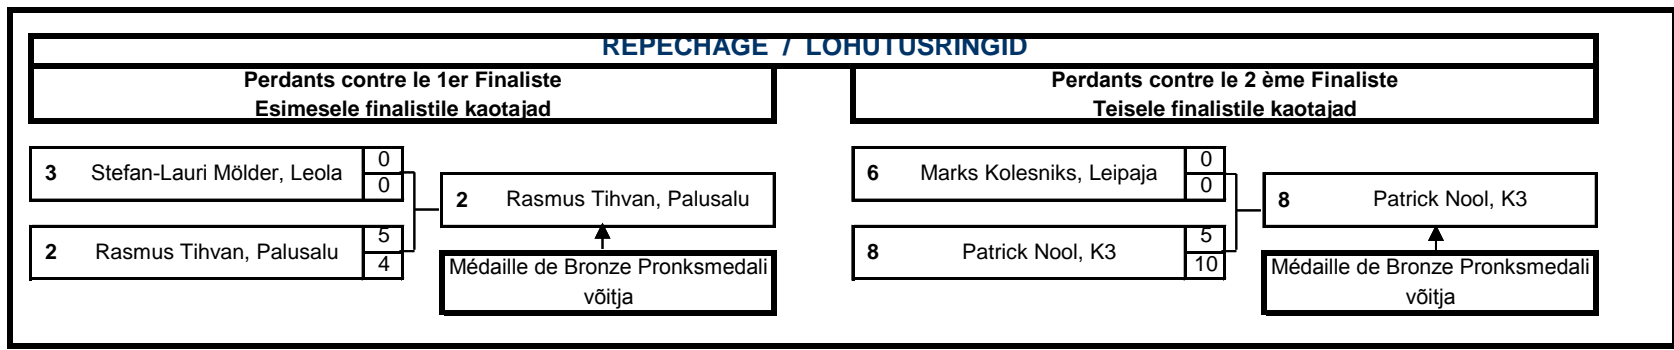 REPECHAGE / LOHUTUSRINGID
Perdants contre le 1er Finaliste
Esimesele finalistile kaotajad
Perdants contre le 2 ème Finaliste
Teisele finalistile kaotajad
3 Stefan-Lauri Mölder, Leola 0
0
2 Rasmus Tihvan, Palusalu
2 Rasmus Tihvan, Palusalu 5
4
Médaille de Bronze Pronksmedali
võitja
6 Marks Kolesniks, Leipaja 0
0
8 Patrick Nool, K3
8 Patrick Nool, K3 5
10
Médaille de Bronze Pronksmedali
võitja